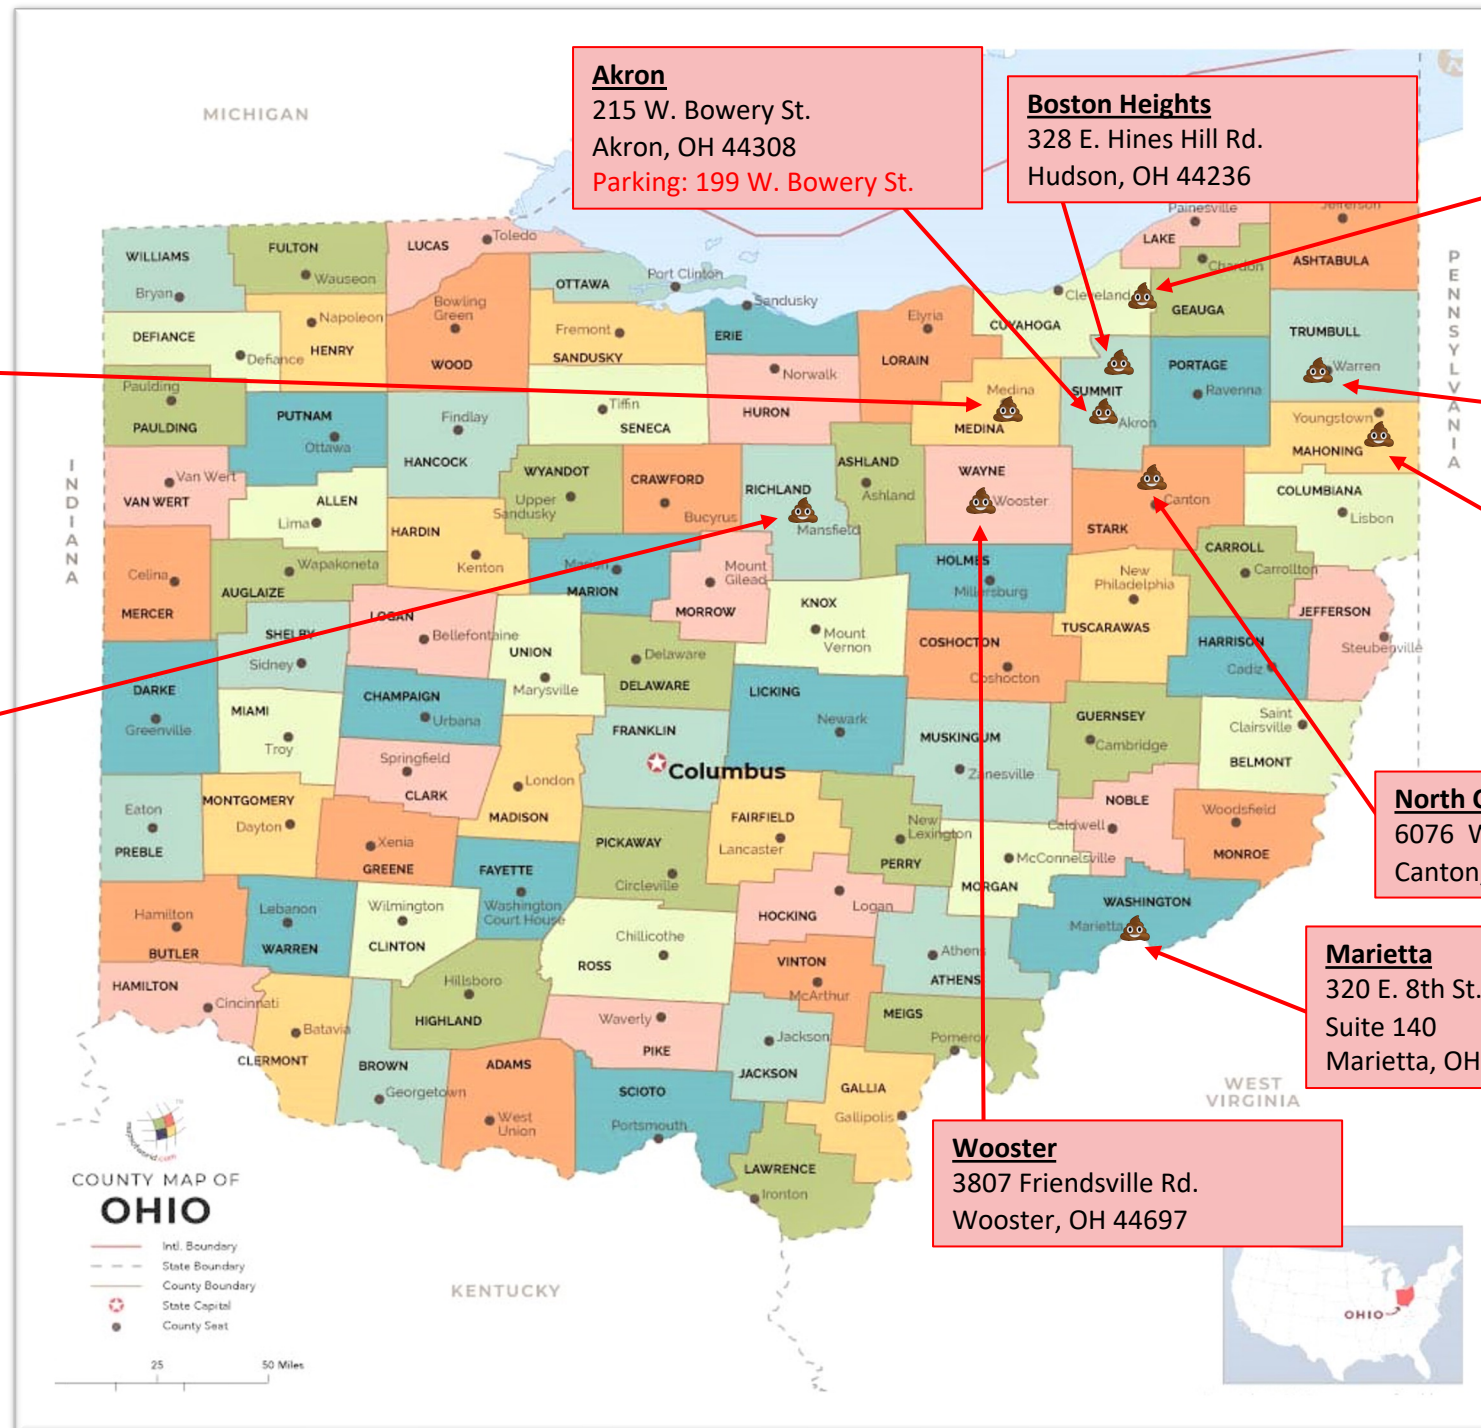 Akron
215 W. Bowery St.
Akron, OH 44308
Parking: 199 W. Bowery St.
Boston Heights
328 E. Hines Hill Rd.
Hudson, OH 44236
MICHIGAN
PENNSYLVANIA
INDIANA
WILLIAMS
Bryan
FULTON
Wauseon
LUCAS
Toledo
OTTAWA
Port Clinton
Sandusky
ERIE
Painesville
LAKE
Jefferson
ASHTABULA
Chardon
GEAUGA
Cleveland
CUYAHOGA
TRUMBULL
Warren
DEFIANCE
Defiance
Napoleon
HENRY
Bowling
Green
WOOD
Fremont
SANDUSKY
Elyria
LORAIN
Norwalk
HURON
Medina
MEDINA
SUMMIT
Akron
PORTAGE
Ravenna
Youngstown
MAHONING
Paulding
PAULDING
PUTNAM
Ottawa
Findlay
HANCOCK
Tiffin
SENECA
Van Wert
VAN WERT
ALLEN
Lima
HARDIN
Kenton
WYANDOT
Upper
Sandusky
CRAWFORD
Bucyrus
RICHLAND
Mansfield
ASHLAND
Ashland
WAYNE
Wooster
Canton
STARK
COLUMBIANA
Lisbon
Celina
MERCER
Wapakoneta
AUGLAIZE
Marion
MARION
Mount
Gilead
MORROW
KNOX
Mount
Vernon
HOLMES
Millersburg
New
Philadelphia
TUSCARAWAS
CARROLL
Carrollton
JEFFERSON
Steubenville
SHELBY
Sidney
LOGAN
Bellefontaine
UNION
Marysville
Delaware
DELAWARE
COSHOCTON
Coshocton
HARRISON
Cadiz
DARKE
Greenville
MIAMI
Troy
CHAMPAIGN
Urbana
FRANKLIN
Columbus
LICKING
Newark
MUSKINGUM
Zanesville
GUERNSEY
Cambridge
Saint
Clairsville
BELMONT
Springfield
CLARK
London
MADISON
Eaton
PREBLE
MONTGOMERY
Dayton
Xenia
GREENE
FAYETTE
Washington
Court House
PICKAWAY
Circleville
FAIRFIELD
Lancaster
New
Lexington
PERRY
McConnelsville
MORGAN
NOBLE
Caldwell
Woodsfield
MONROE
North C
6076 W
Canton,
Hamilton
BUTLER
Lebanon
WARREN
Wilmington
CLINTON
Chillicothe
ROSS
Logan
HOCKING
Athens
ATHENS
WASHINGTON
Marietta
Marietta
320 E. 8th St.
Suite 140
Marietta, OH
HAMILTON
Cincinnati
Batavia
CLERMONT
Hillsboro
HIGHLAND
Waverly
PIKE
VINTON
McArthur
MEIGS
Pomeroy
BROWN
Georgetown
ADAMS
West
Union
SCIOTO
Portsmouth
Jackson
JACKSON
GALLIA
Gallipolis
WEST
VIRGINIA
LAWRENCE
Ironton
Wooster
3807 Friendsville Rd.
Wooster, OH 44697
mapsofworld.com
COUNTY MAP OF
OHIO
Intl. Boundary
State Boundary
County Boundary
State Capital
County Seat
25
50 Miles
KENTUCKY
OHIO